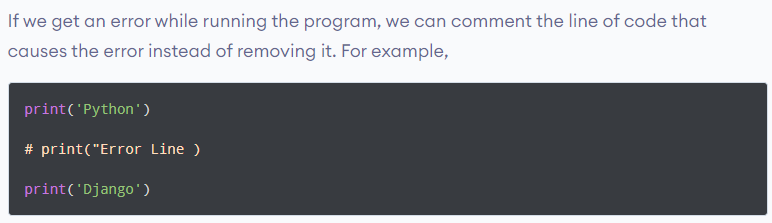 If we get an error while running the program, we can comment the line of code that
causes the error instead of removing it. For example,
print('Python')
# print("Error Line )
print('Django')